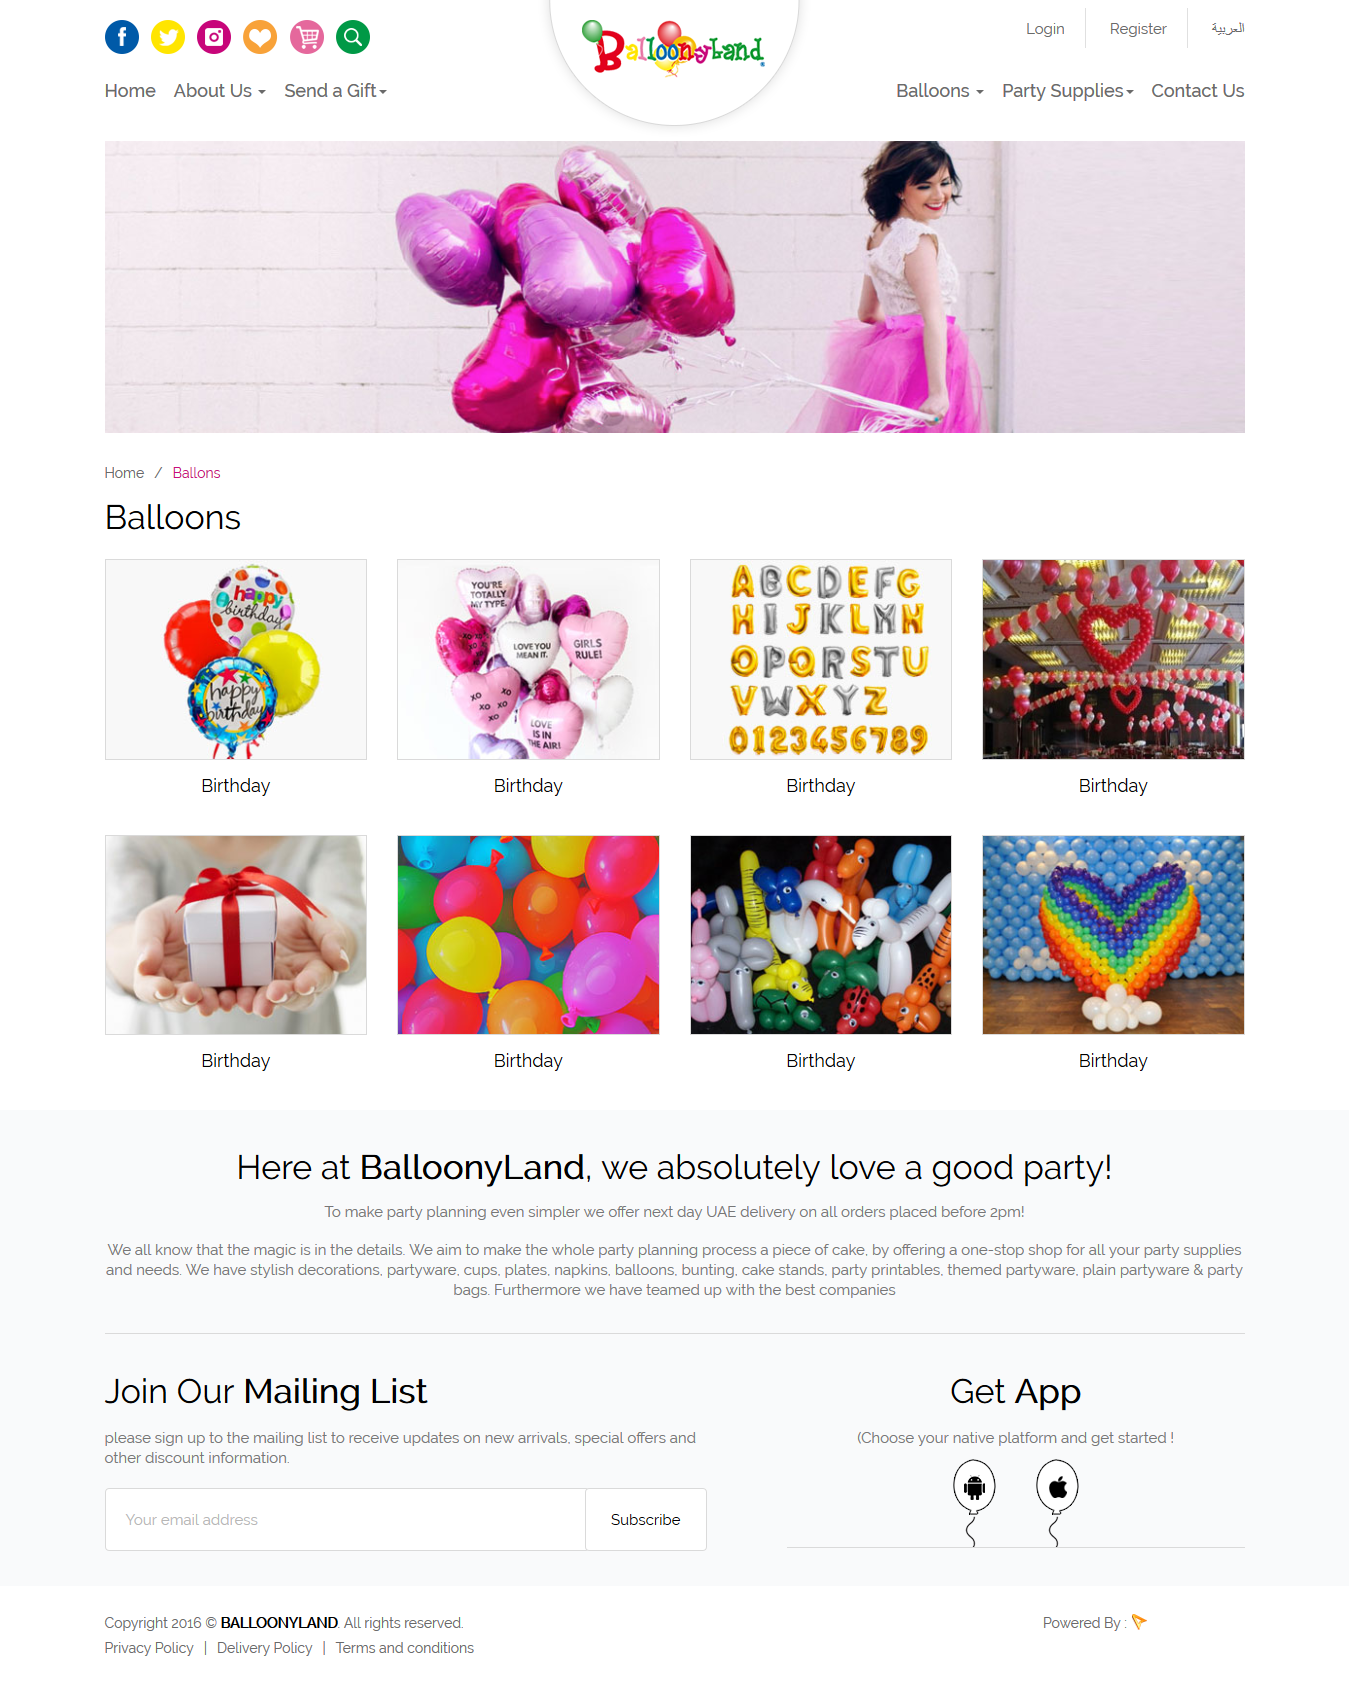 BalloonyLand
Login
Register
العربية
Home
About Us
Send a Gift
Balloons
Party Supplies
Contact Us
Home / Ballons
Balloons
happy
birthday
happy
birthday
YOU'RE
TOTALLY
MY TYPE.
XO XO
XO
LOVE YOU
MEAN IT.
GIRLS
RULE!
XO
XO XO
XO
LOVE
IS IN
THE AIR!
ABCDEFG
HIJKLMN
OPQRSTU
VWXYZ
0123456789
Birthday
Birthday
Birthday
Birthday
Birthday
Birthday
Birthday
Birthday
Here at BalloonyLand, we absolutely love a good party!
To make party planning even simpler we offer next day UAE delivery on all orders placed before 2pm!
We all know that the magic is in the details. We aim to make the whole party planning process a piece of cake, by offering a one-stop shop for all your party supplies
and needs. We have stylish decorations, partyware, cups, plates, napkins, balloons, bunting, cake stands, party printables, themed partyware, plain partyware & party
bags. Furthermore we have teamed up with the best companies
Join Our Mailing List
please sign up to the mailing list to receive updates on new arrivals, special offers and
other discount information.
Your email address
Subscribe
Get App
(Choose your native platform and get started !
Copyright 2016 © BALLOONYLAND. All rights reserved.
Privacy Policy | Delivery Policy | Terms and conditions
Powered By :